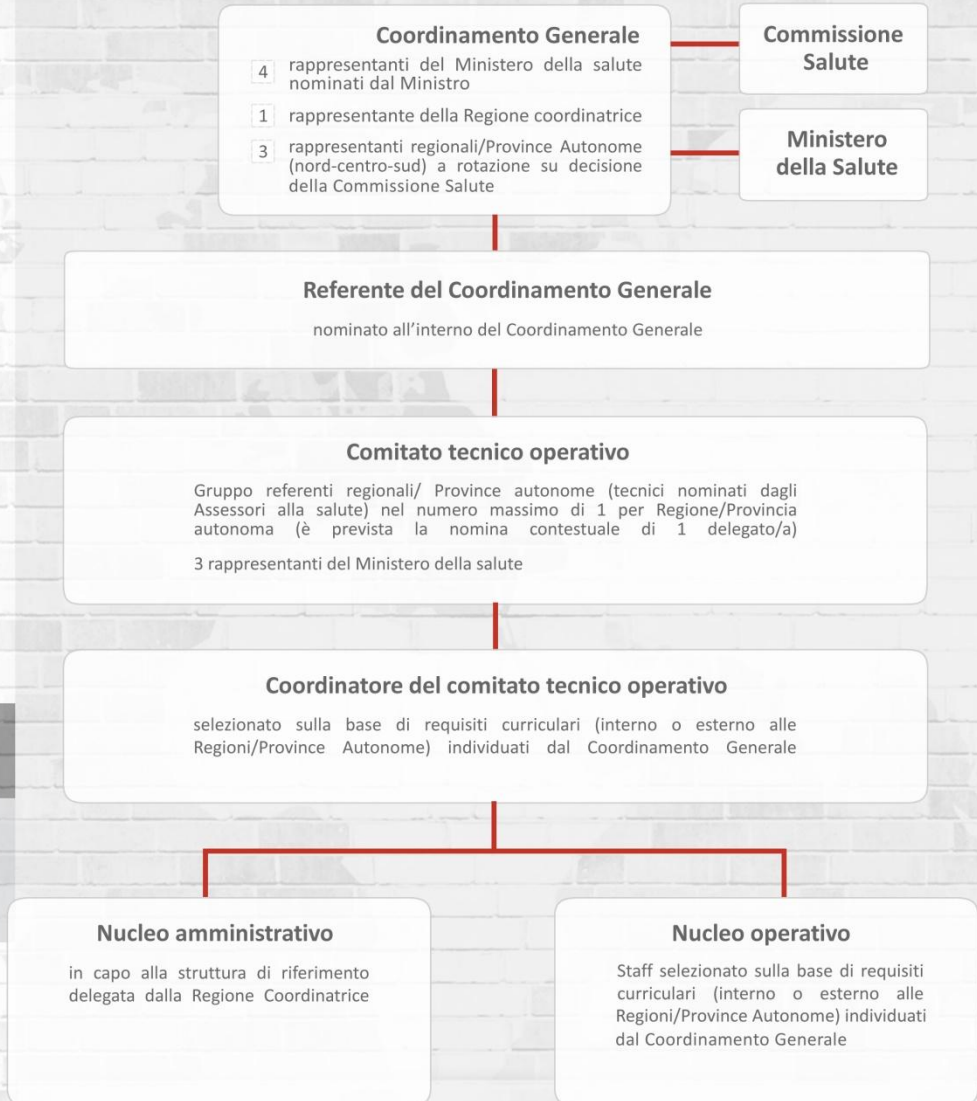 Coordinamento Generale
4 rappresentanti del Ministero della salute
nominati dal Ministro
1 rappresentante della Regione coordinatrice
3 rappresentanti regionali/Province Autonome
(nord-centro-sud) a rotazione su decisione
della Commissione Salute
Commissione
Salute
Ministero
della Salute
Referente del Coordinamento Generale
nominato all’interno del Coordinamento Generale
Comitato tecnico operativo
Gruppo referenti regionali/ Province autonome (tecnici nominati dagli
Assessori alla salute) nel numero massimo di 1 per Regione/Provincia
autonoma (è prevista la nomina contestuale di 1 delegato/a)
3 rappresentanti del Ministero della salute
Coordinatore del comitato tecnico operativo
selezionato sulla base di requisiti curriculari (interno o esterno alle
Regioni/Province Autonome) individuati dal Coordinamento Generale
Nucleo amministrativo
in capo alla struttura di riferimento
delegata dalla Regione Coordinatrice
Nucleo operativo
Staff selezionato sulla base di requisiti
curriculari (interno o esterno alle
Regioni/Province Autonome) individuati
dal Coordinamento Generale